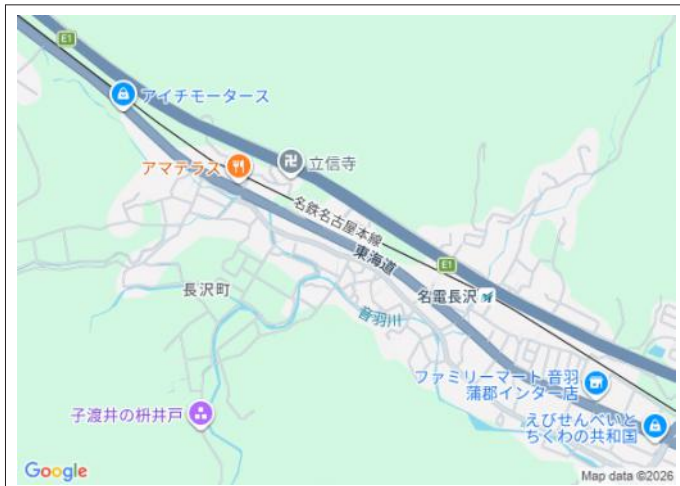 E1
アイチモータース
アマテラス
立信寺
名鉄名古屋本線
東海道
E1
長沢町
名電長沢
音羽川
ファミリーマート 音羽
蒲郡インター店
子渡井の枡井戸
えびせんべいと
ちくわの共和国
Google
Map data ©2026